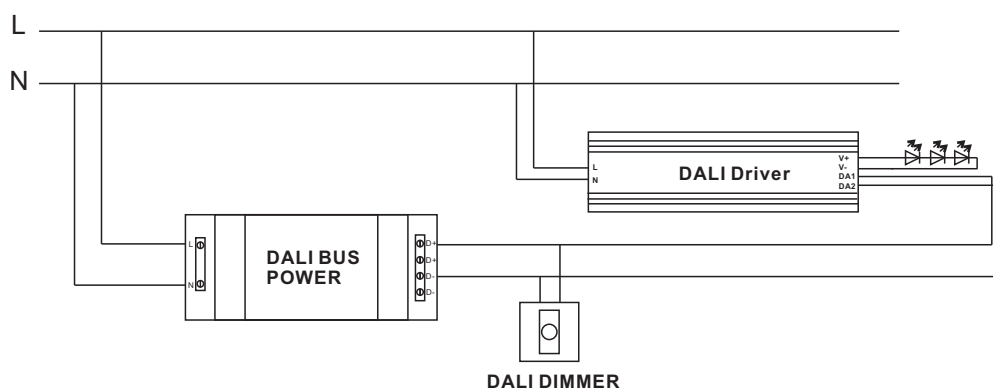 L
N
L
N
DALI Driver
V+
V-
DA1
DA2
L
N
DALI BUS
POWER
D+
D+
D-
D-
DALI DIMMER